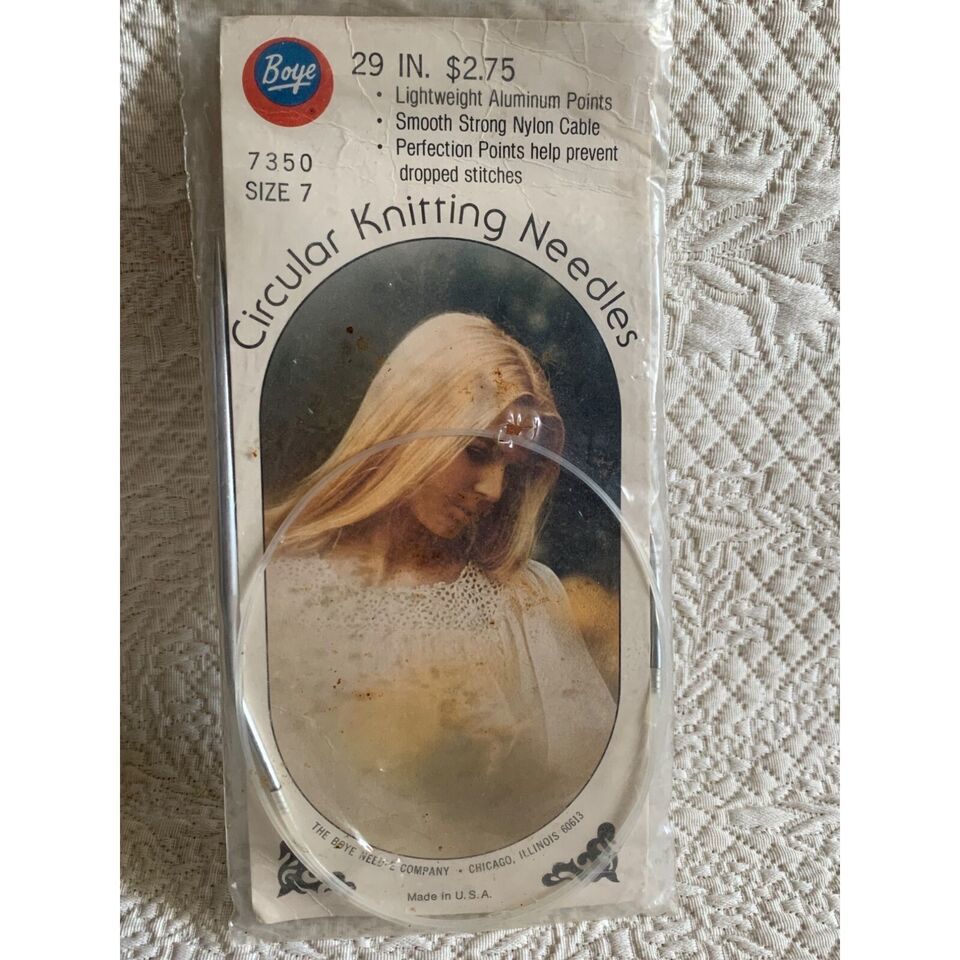 Boye
®
29 IN. $2.75
• Lightweight Aluminum Points
• Smooth Strong Nylon Cable
• Perfection Points help prevent
dropped stitches
7350
SIZE 7
Circular Knitting Needles
THE BOYE NEEDLE COMPANY • CHICAGO, ILLINOIS 60613
Made in U.S.A.